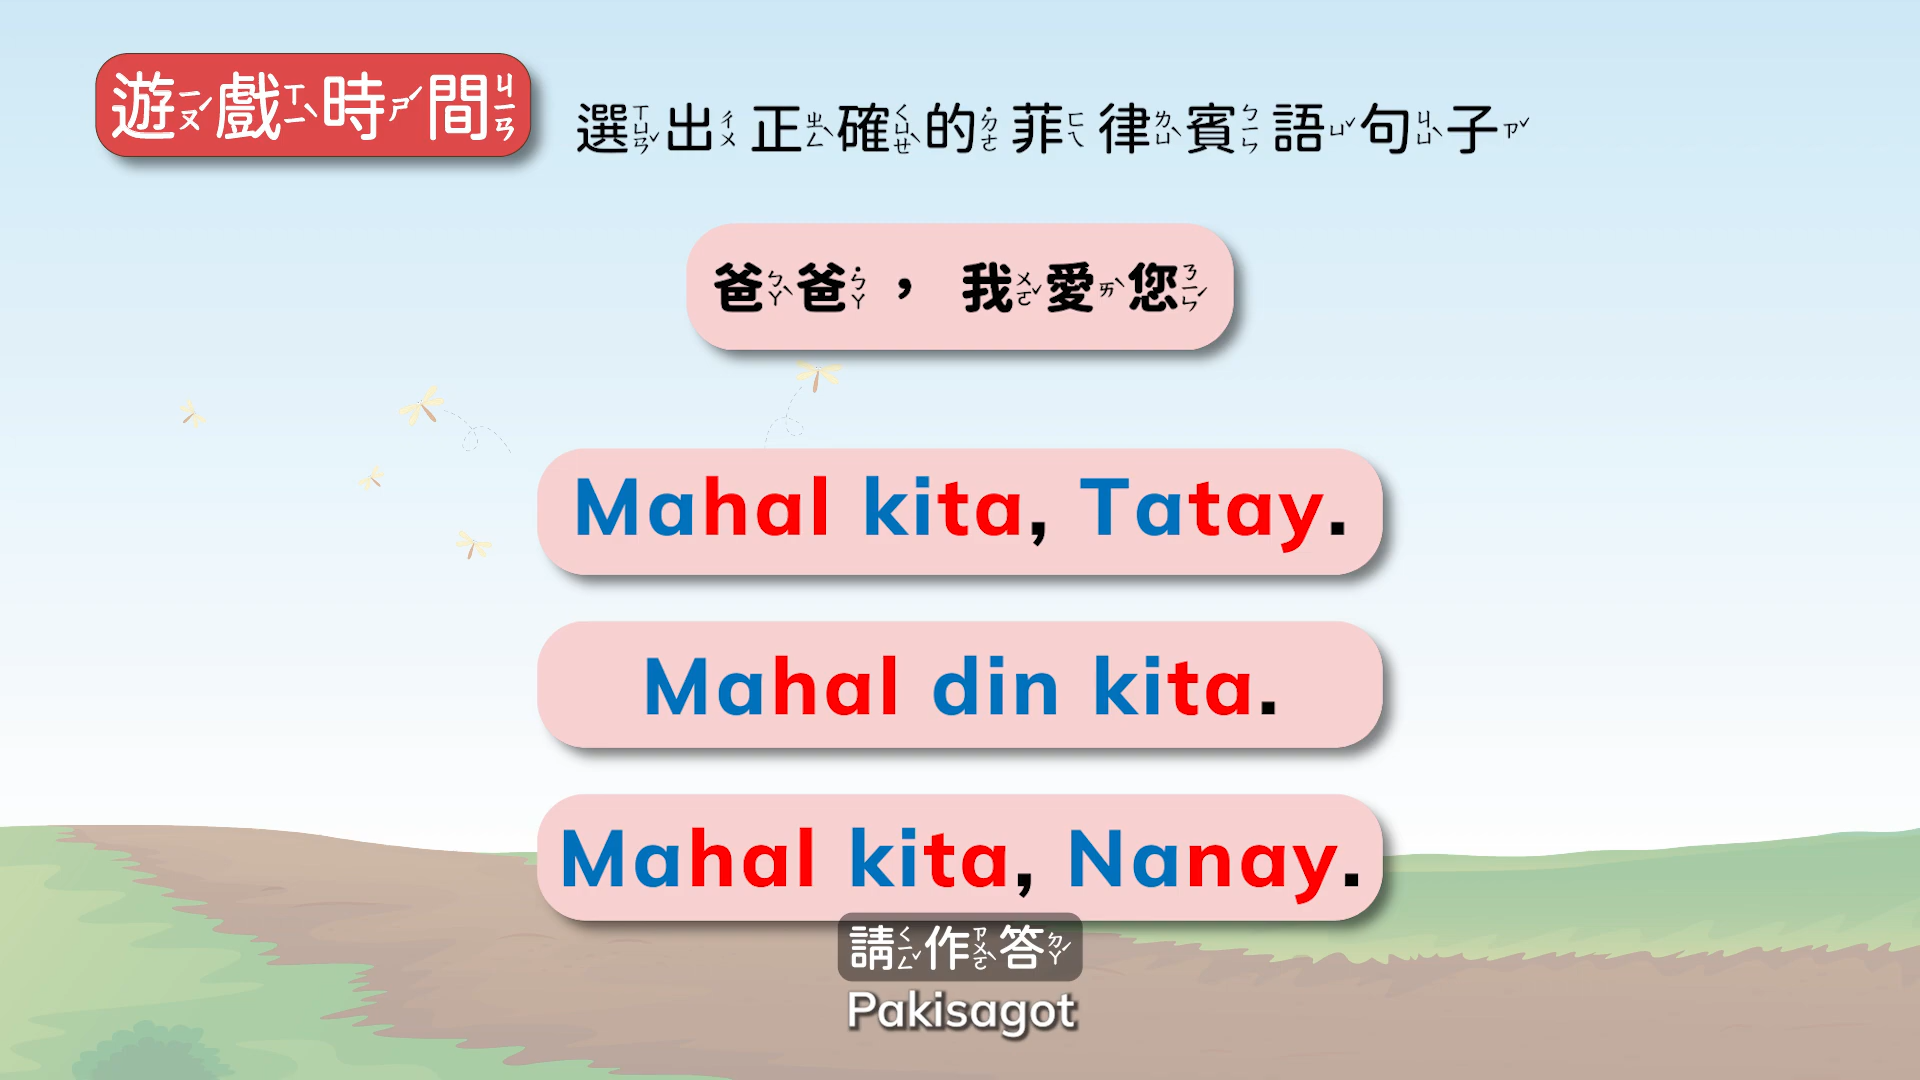 遊戲時間
選出正確的菲律賓語句子
爸爸，我愛您
Mahal kita, Tatay.
Mahal din kita.
Mahal kita, Nanay.
請作答
Pakisagot